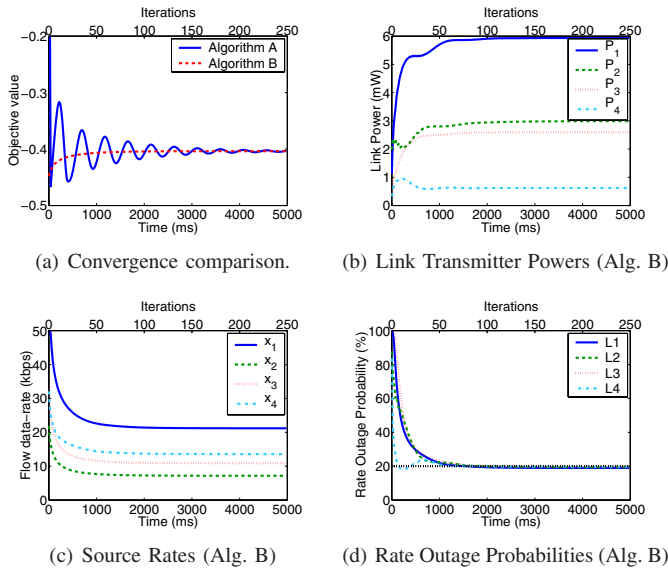 Iterations
0 50 100 150 200 250
-0.2
-0.3
-0.4
-0.5
Objective value
Algorithm A
Algorithm B
0 1000 2000 3000 4000 5000
Time (ms)
(a) Convergence comparison.
Iterations
0 50 100 150 200 250
6
5
4
3
2
1
0
Link Power (mW)
P1
P2
P3
P4
0 1000 2000 3000 4000 5000
Time (ms)
(b) Link Transmitter Powers (Alg. B)
Iterations
0 50 100 150 200 250
50
40
30
20
10
0
Flow data-rate (kbps)
x1
x2
x3
x4
0 1000 2000 3000 4000 5000
Time (ms)
(c) Source Rates (Alg. B)
Iterations
0 50 100 150 200 250
100
80
60
40
20
0
Rate Outage Probability (%)
L1
L2
L3
L4
0 1000 2000 3000 4000 5000
Time (ms)
(d) Rate Outage Probabilities (Alg. B)